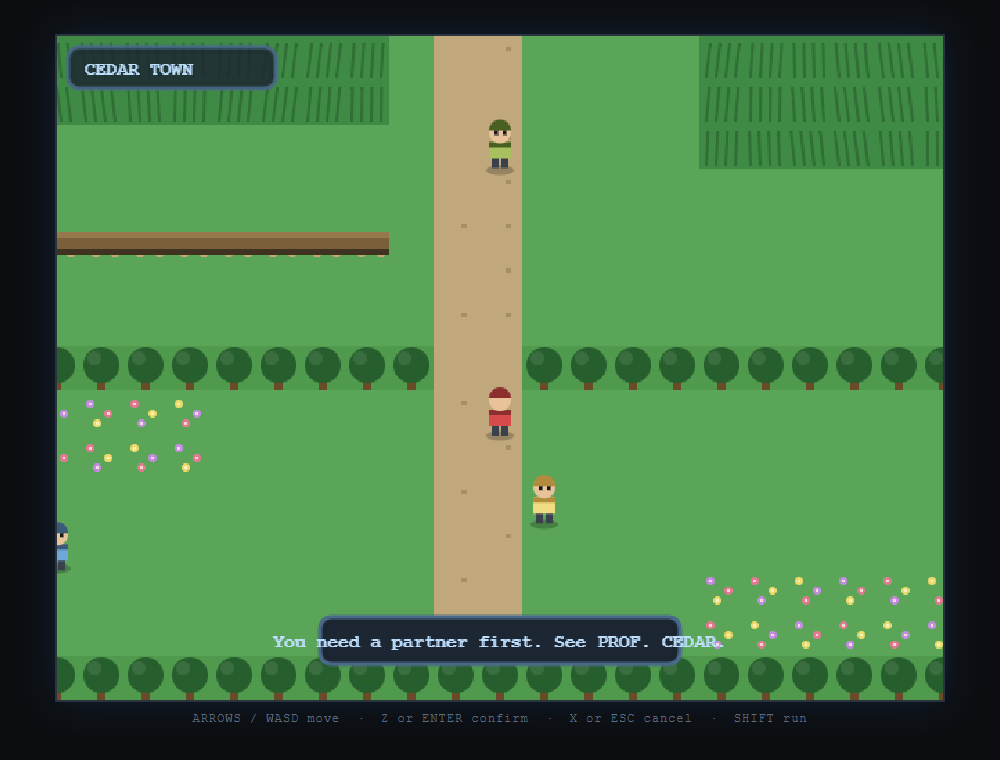 CEDAR TOWN
You need a partner first. See PROF. CEDAR.
ARROWS / WASD move · Z or ENTER confirm · X or ESC cancel · SHIFT run